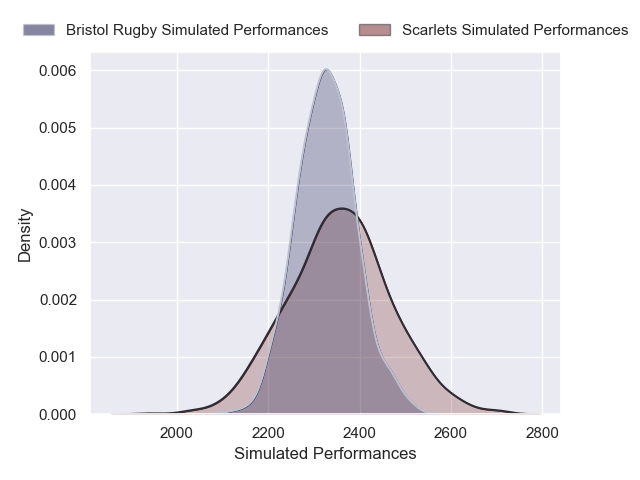 Bristol Rugby Simulated Performances
Scarlets Simulated Performances
0.006
0.005
0.004
0.003
0.002
0.001
0.000
Density
2000 2200 2400 2600 2800
Simulated Performances